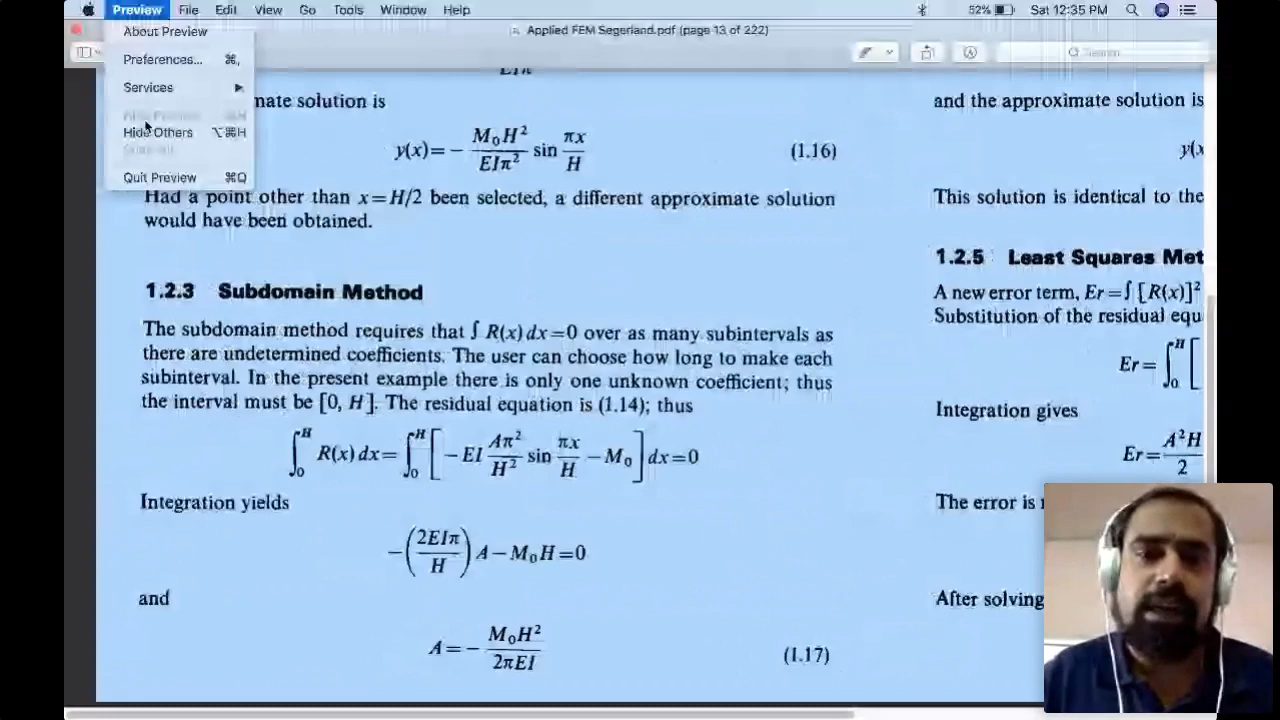 Preview File Edit View Go Tools Window Help 52% Sat 12:35 PM
About Preview
Preferences... ⌘,
Services ▶
Hide Others ⌥⌘H
Quit Preview ⌘Q
Applied FEM Segerland.pdf (page 13 of 222)
Search
EIπ
mate solution is
y(x)= − M₀H²/EIπ² sin πx/H (1.16)
Had a point other than x=H/2 been selected, a different approximate solution
would have been obtained.
1.2.3 Subdomain Method
The subdomain method requires that ∫ R(x) dx=0 over as many subintervals as
there are undetermined coefficients. The user can choose how long to make each
subinterval. In the present example there is only one unknown coefficient; thus
the interval must be [0, H]. The residual equation is (1.14); thus
∫₀ᴴ R(x) dx= ∫₀ᴴ [ −EI Aπ²/H² sin πx/H −M₀ ] dx=0
Integration yields
−(2EIπ/H) A−M₀H=0
and
A= − M₀H²/2πEI (1.17)
and the approximate solution is
y(x
This solution is identical to the
1.2.5 Least Squares Met
A new error term, Er=∫ [R(x)]²
Substitution of the residual equ
Er= ∫₀ᴴ [
Integration gives
Er= A²H/2
The error is
After solving